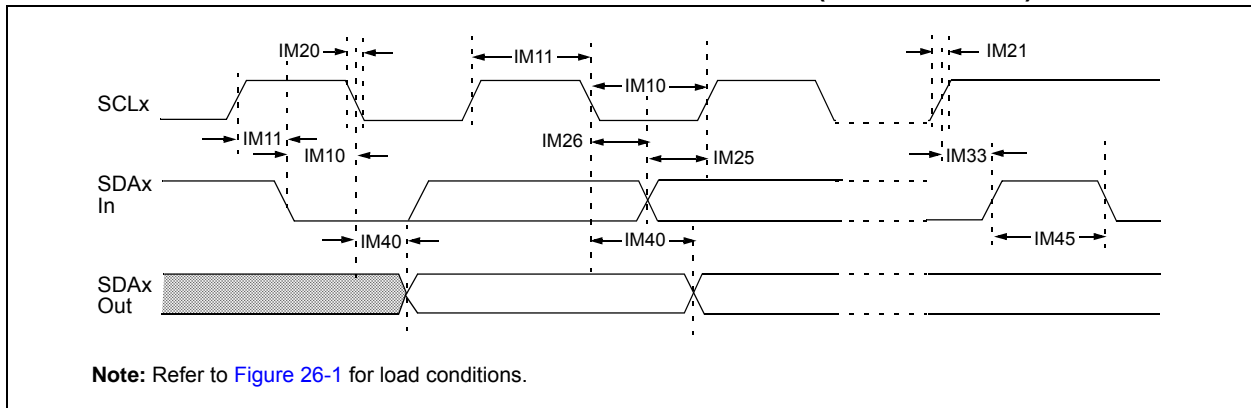 IM20
IM11
IM21
IM10
SCLx
IM11
IM10
IM26
IM25
IM33
SDAx
In
IM40
IM40
IM45
SDAx
Out
Note: Refer to Figure 26-1 for load conditions.